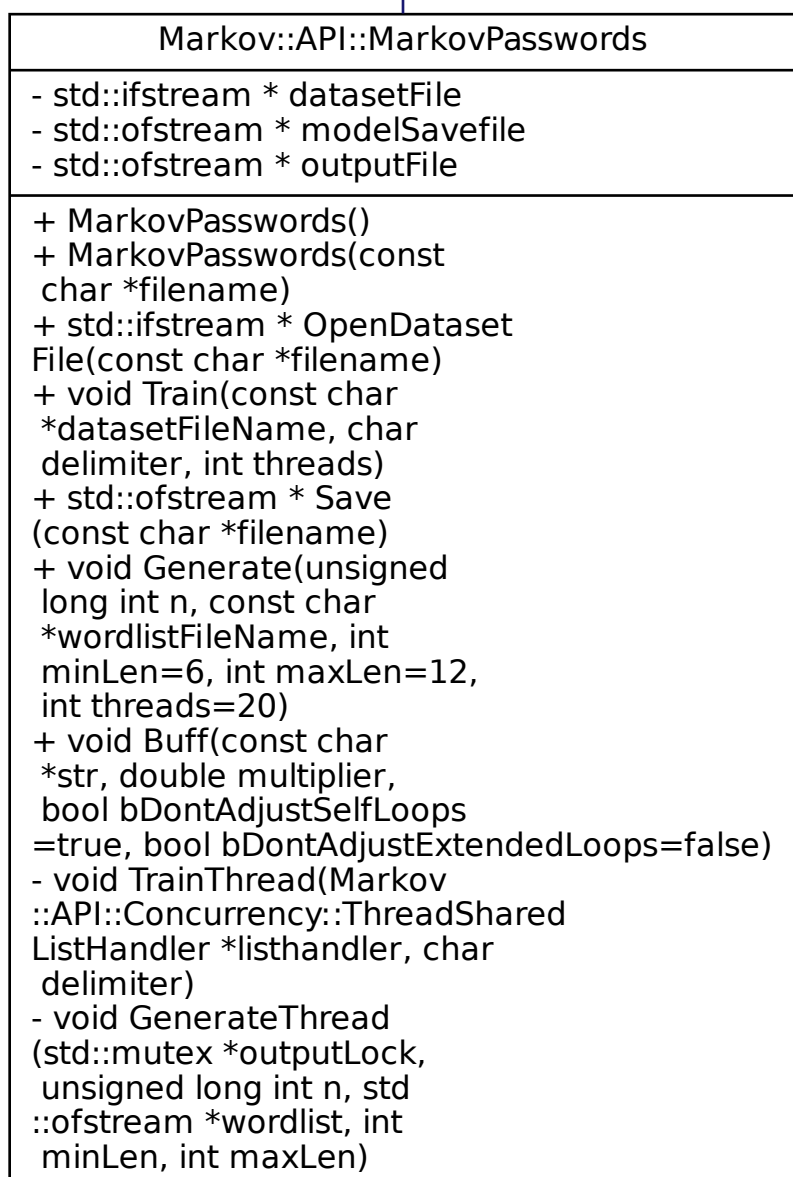 Markov::API::MarkovPasswords
- std::ifstream * datasetFile
- std::ofstream * modelSavefile
- std::ofstream * outputFile
+ MarkovPasswords()
+ MarkovPasswords(const
char *filename)
+ std::ifstream * OpenDataset
File(const char *filename)
+ void Train(const char
*datasetFileName, char
delimiter, int threads)
+ std::ofstream * Save
(const char *filename)
+ void Generate(unsigned
long int n, const char
*wordlistFileName, int
minLen=6, int maxLen=12,
int threads=20)
+ void Buff(const char
*str, double multiplier,
bool bDontAdjustSelfLoops
=true, bool bDontAdjustExtendedLoops=false)
- void TrainThread(Markov
::API::Concurrency::ThreadShared
ListHandler *listhandler, char
delimiter)
- void GenerateThread
(std::mutex *outputLock,
unsigned long int n, std
::ofstream *wordlist, int
minLen, int maxLen)